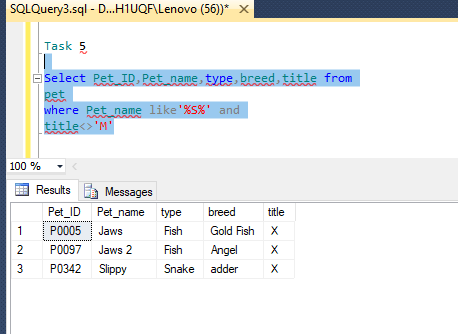 SQLQuery3.sql - D...H1UQF\Lenovo (56))* ✕
Task 5
Select Pet_ID,Pet_name,type,breed,title from
pet
where Pet_name like'%S%' and
title<>'M'
100 %
Results Messages
Pet_ID Pet_name type breed title
1 P0005 Jaws Fish Gold Fish X
2 P0097 Jaws 2 Fish Angel X
3 P0342 Slippy Snake adder X